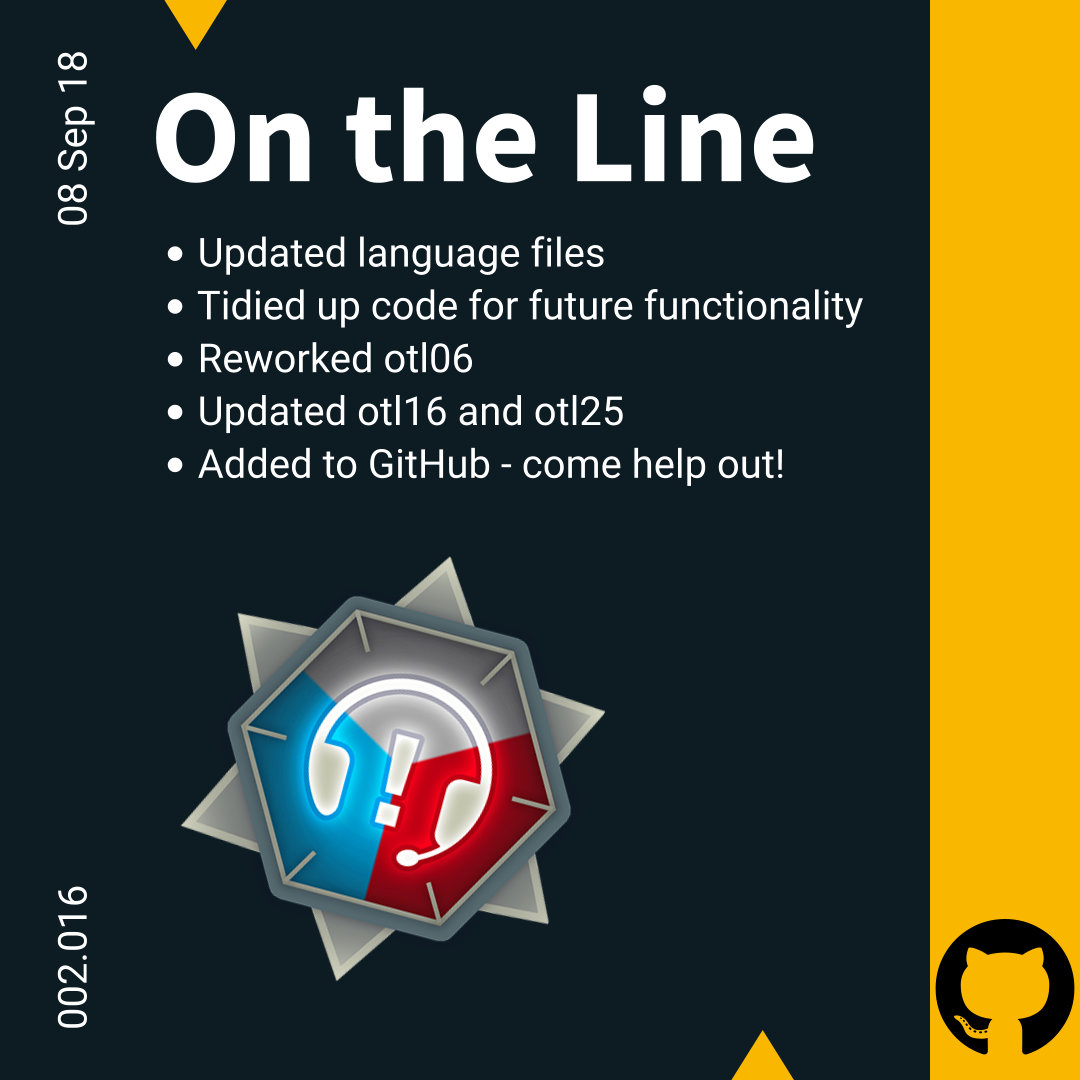 08 Sep 18
On the Line
• Updated language files
• Tidied up code for future functionality
• Reworked otl06
• Updated otl16 and otl25
• Added to GitHub - come help out!
!
002.016